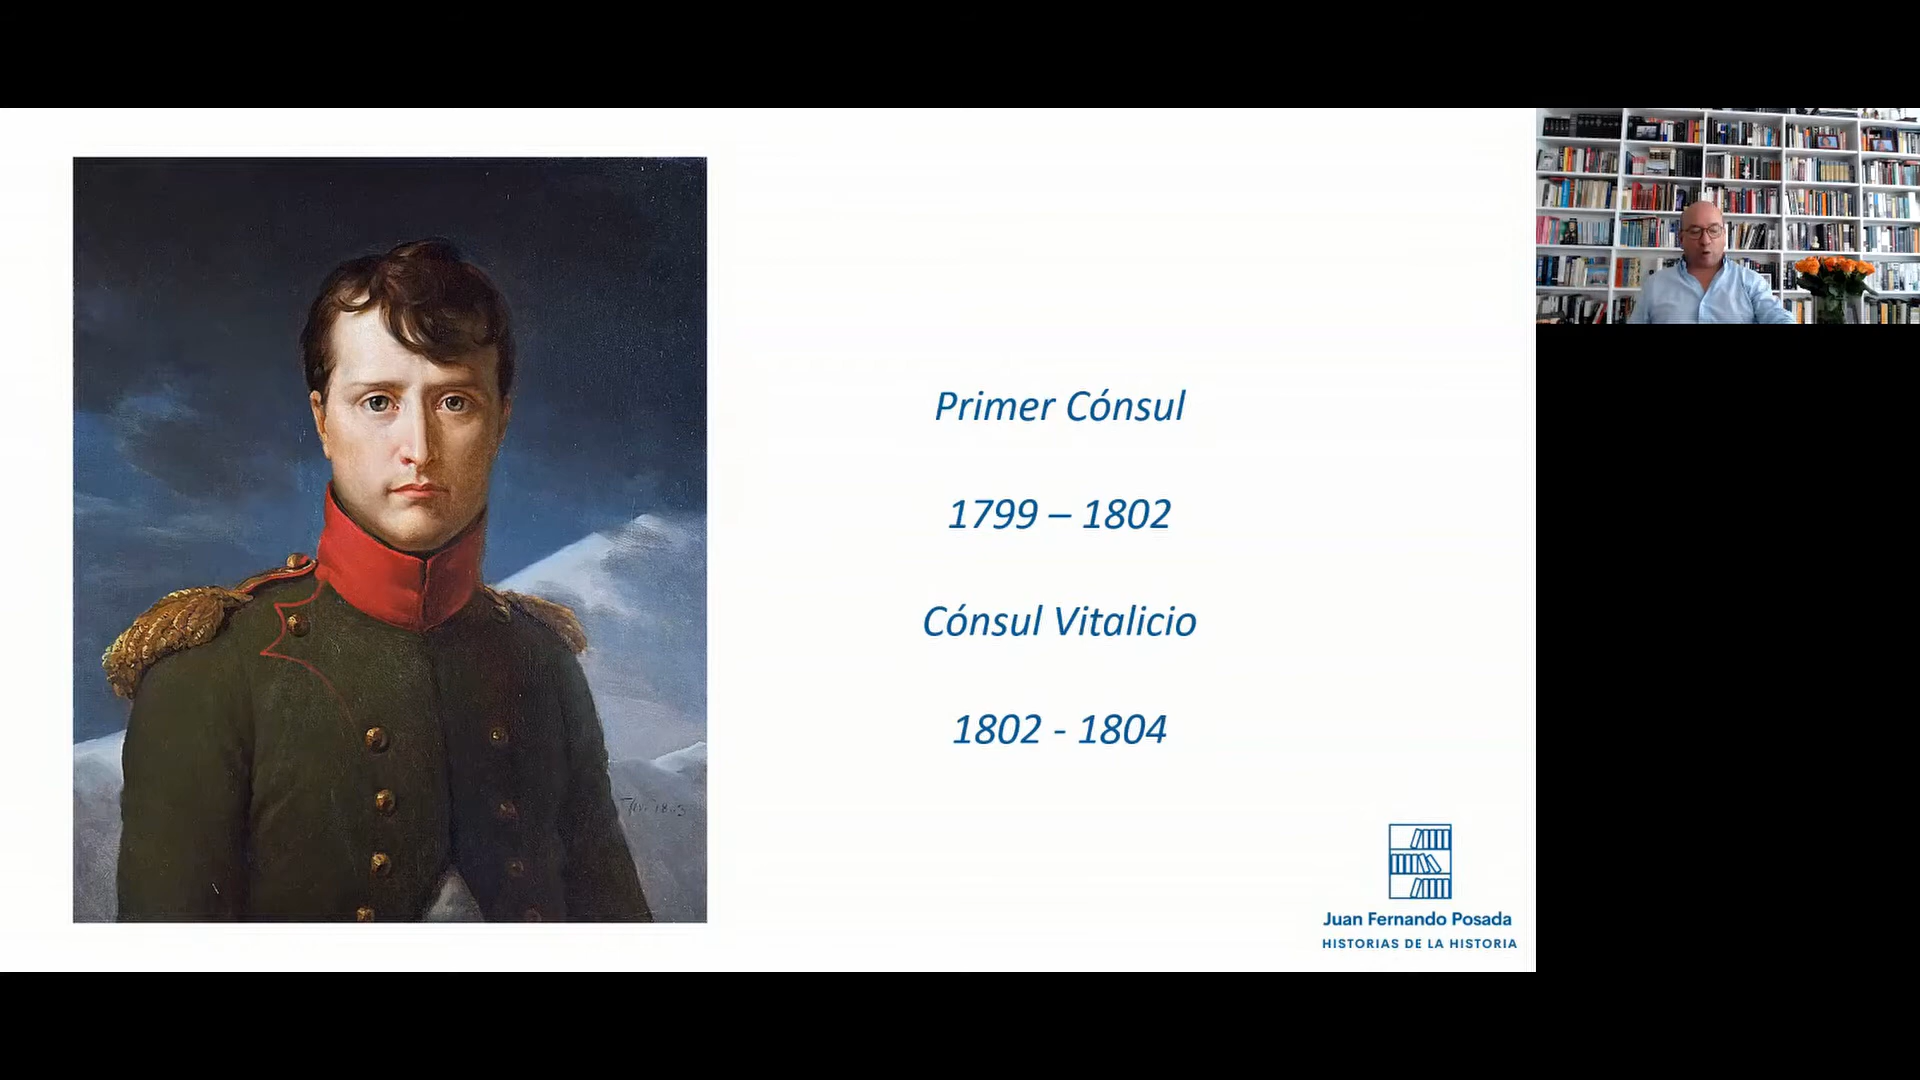 Primer Cónsul
1799 – 1802
Cónsul Vitalicio
1802 - 1804
Juan Fernando Posada
HISTORIAS DE LA HISTORIA